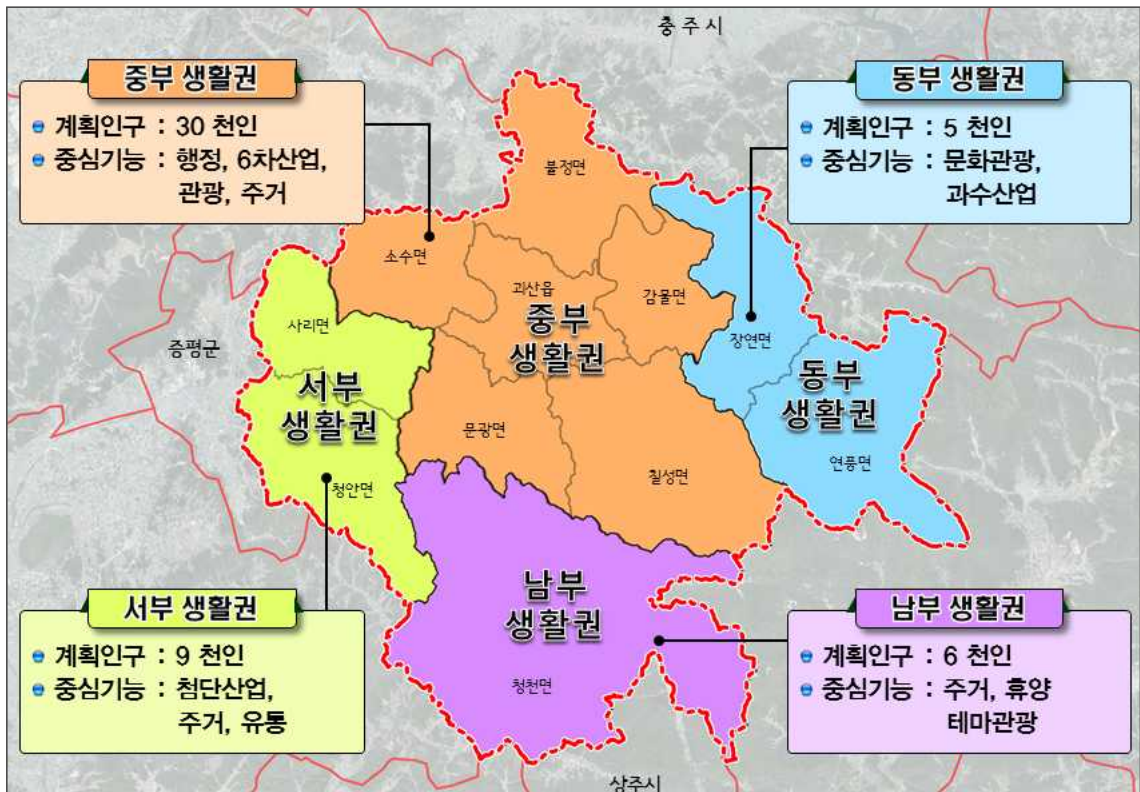 충주시
중부 생활권
계획인구 : 30 천인
중심기능 : 행정, 6차산업,
관광, 주거
동부 생활권
계획인구 : 5 천인
중심기능 : 문화관광,
과수산업
불정면
소수면
괴산읍
감물면
중부
생활권
사리면
증평군
장연면
동부
생활권
서부
생활권
문광면
연풍면
칠성면
청안면
남부
생활권
청천면
서부 생활권
계획인구 : 9 천인
중심기능 : 첨단산업,
주거, 유통
남부 생활권
계획인구 : 6 천인
중심기능 : 주거, 휴양
테마관광
상주시